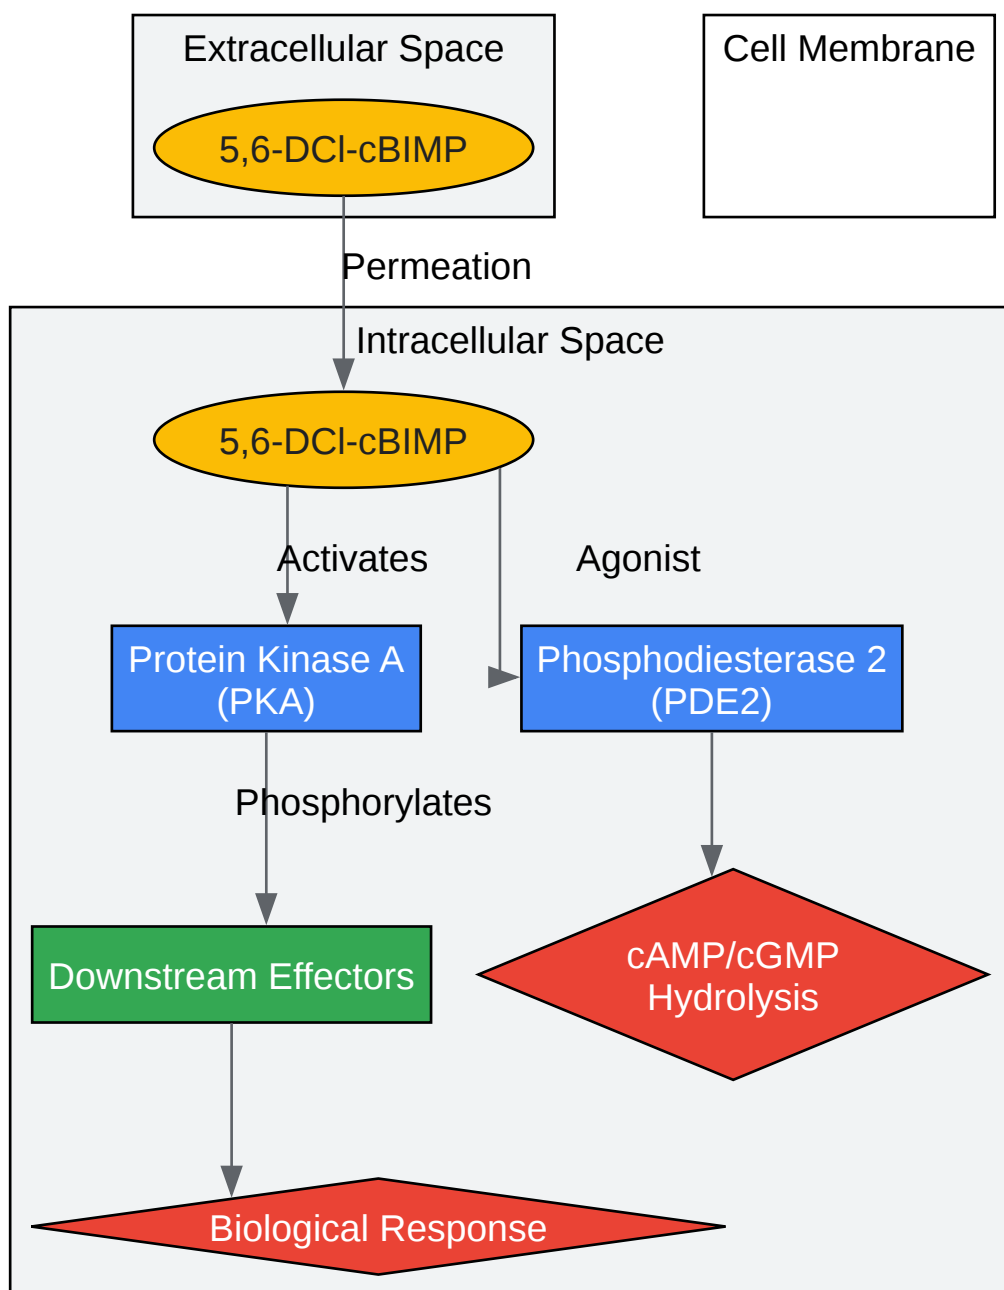 Extracellular Space
Cell Membrane
5,6-DCl-cBIMP
Permeation
Intracellular Space
5,6-DCl-cBIMP
Activates
Agonist
Protein Kinase A
(PKA)
Phosphodiesterase 2
(PDE2)
Phosphorylates
Downstream Effectors
cAMP/cGMP
Hydrolysis
Biological Response